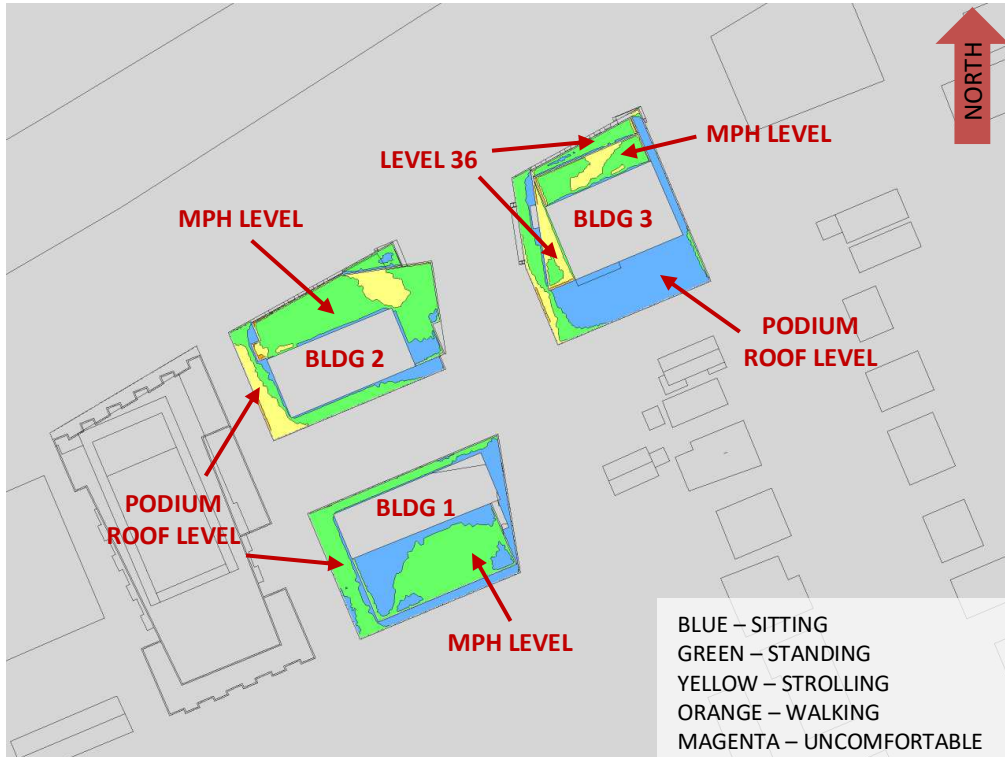 NORTH
MPH LEVEL
LEVEL 36
BLDG 3
MPH LEVEL
BLDG 2
PODIUM
ROOF LEVEL
PODIUM
ROOF LEVEL
BLDG 1
MPH LEVEL
BLUE – SITTING
GREEN – STANDING
YELLOW – STROLLING
ORANGE – WALKING
MAGENTA – UNCOMFORTABLE